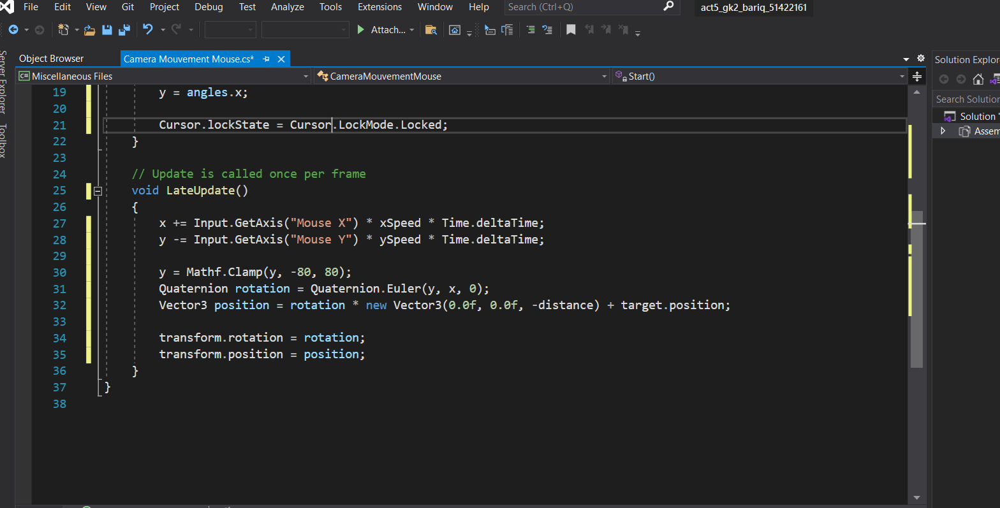 File Edit View Git Project Debug Test Analyze Tools Extensions Window Help Search (Ctrl+Q) act5_gk2_bariq_51422161
Attach...
Server Explorer
Toolbox
Object Browser Camera Mouvement Mouse.cs*
C# Miscellaneous Files CameraMouvementMouse Start()
19 y = angles.x;
20
21 Cursor.lockState = Cursor.LockMode.Locked;
22 }
23
24 // Update is called once per frame
25 void LateUpdate()
26 {
27 x += Input.GetAxis("Mouse X") * xSpeed * Time.deltaTime;
28 y -= Input.GetAxis("Mouse Y") * ySpeed * Time.deltaTime;
29
30 y = Mathf.Clamp(y, -80, 80);
31 Quaternion rotation = Quaternion.Euler(y, x, 0);
32 Vector3 position = rotation * new Vector3(0.0f, 0.0f, -distance) + target.position;
33
34 transform.rotation = rotation;
35 transform.position = position;
36 }
37 }
38
Solution Explor
Search Solution
Solution '
Assem